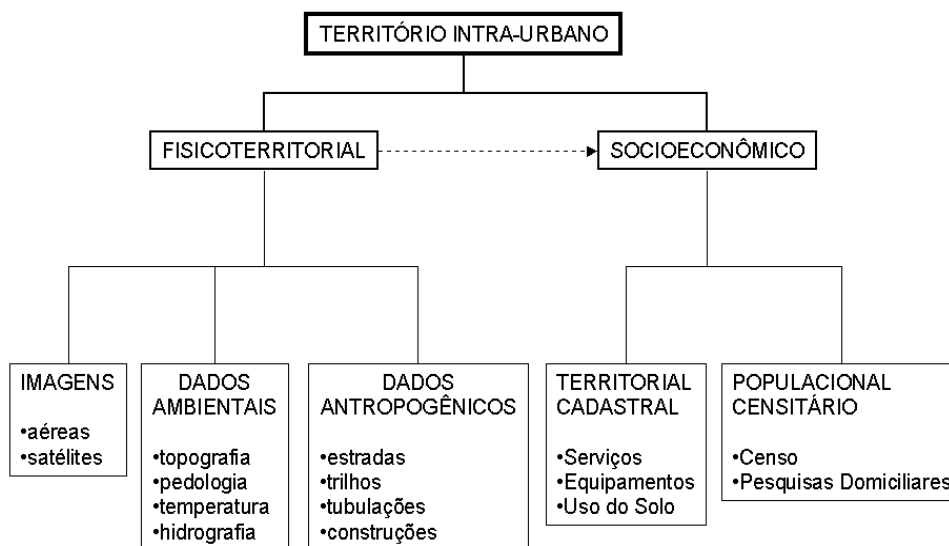 TERRITÓRIO INTRA-URBANO
FISICOTERRITORIAL
SOCIOECONÔMICO
IMAGENS
•aéreas
•satélites
DADOS
AMBIENTAIS
•topografia
•pedologia
•temperatura
•hidrografia
DADOS
ANTROPOGÊNICOS
•estradas
•trilhos
•tubulações
•construções
TERRITORIAL
CADASTRAL
•Serviços
•Equipamentos
•Uso do Solo
POPULACIONAL
CENSITÁRIO
•Censo
•Pesquisas Domiciliares